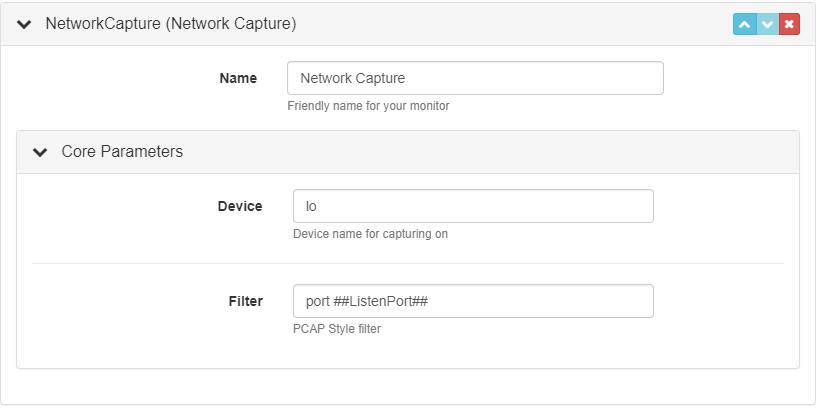 NetworkCapture (Network Capture)
Name
Network Capture
Friendly name for your monitor
Core Parameters
Device
lo
Device name for capturing on
Filter
port ##ListenPort##
PCAP Style filter